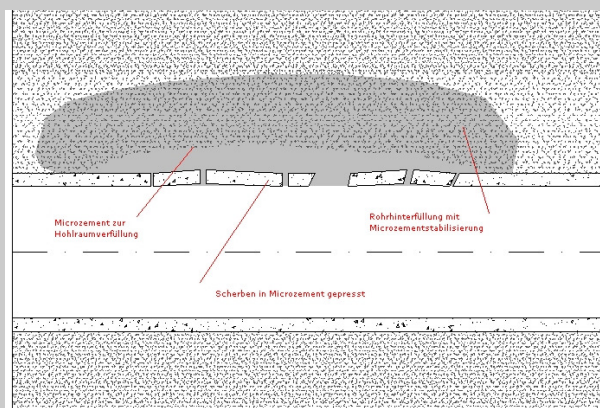 Microzement zur
Hohlraumverfüllung
Rohrhinterfüllung mit
Microzementstabilisierung
Scherben in Microzement gepresst